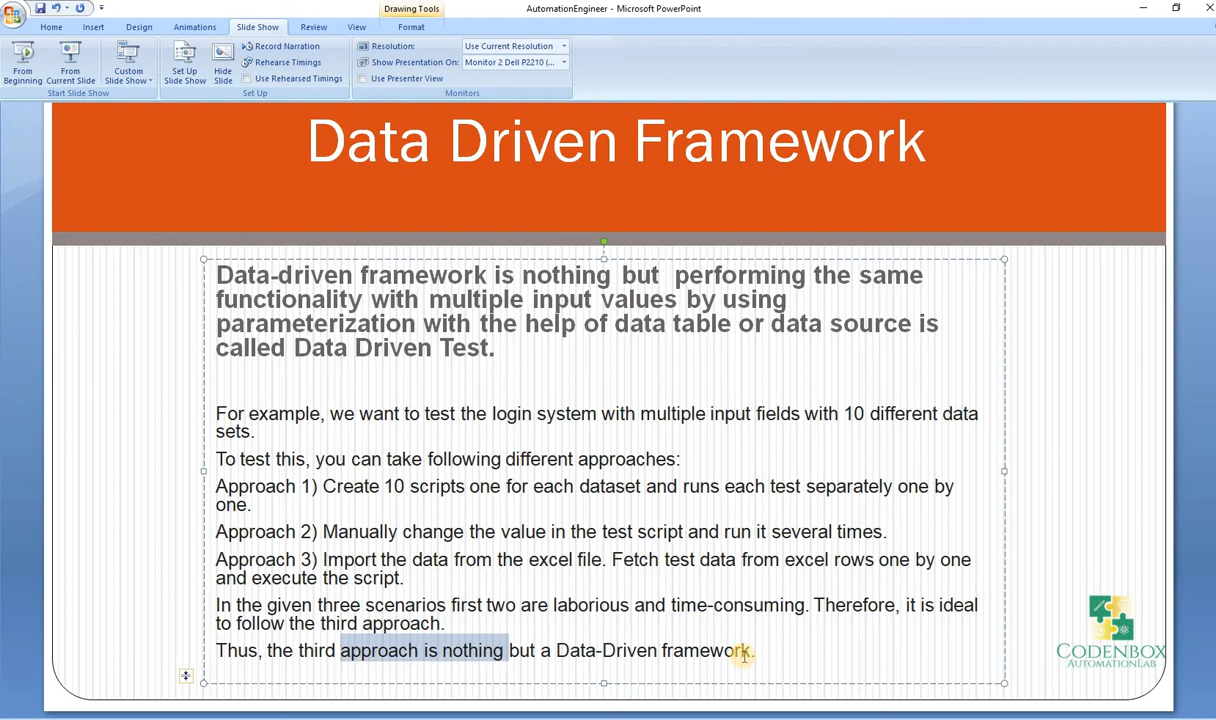 Drawing Tools
AutomationEngineer - Microsoft PowerPoint
Home Insert Design Animations Slide Show Review View Format
From Beginning
From Current Slide
Custom Slide Show
Start Slide Show
Set Up Slide Show
Hide Slide
Record Narration
Rehearse Timings
Use Rehearsed Timings
Set Up
Resolution: Use Current Resolution
Show Presentation On: Monitor 2 Dell P2210 (...
Use Presenter View
Monitors
Data Driven Framework
Data-driven framework is nothing but performing the same
functionality with multiple input values by using
parameterization with the help of data table or data source is
called Data Driven Test.
For example, we want to test the login system with multiple input fields with 10 different data
sets.
To test this, you can take following different approaches:
Approach 1) Create 10 scripts one for each dataset and runs each test separately one by
one.
Approach 2) Manually change the value in the test script and run it several times.
Approach 3) Import the data from the excel file. Fetch test data from excel rows one by one
and execute the script.
In the given three scenarios first two are laborious and time-consuming. Therefore, it is ideal
to follow the third approach.
Thus, the third approach is nothing but a Data-Driven framework.
CODENBOX
AUTOMATIONLAB